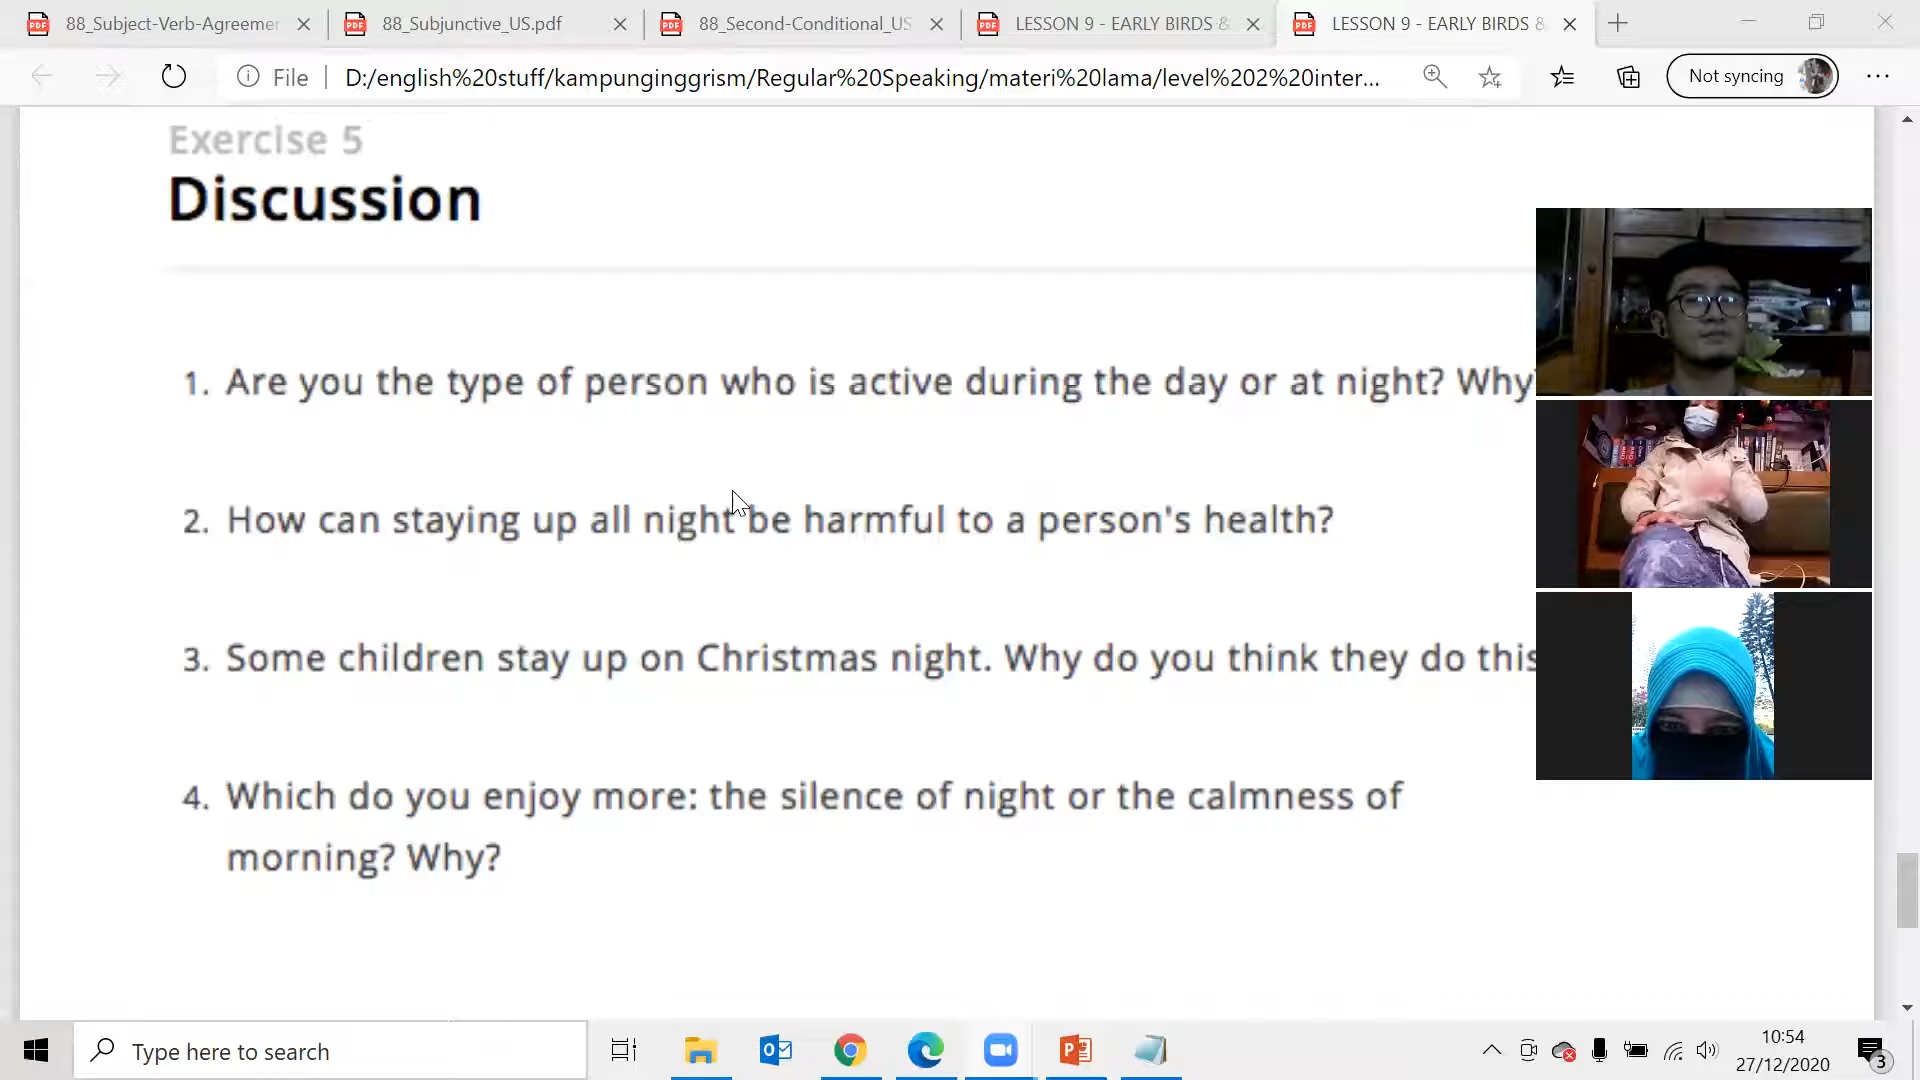 88_Subject-Verb-Agreemer
88_Subjunctive_US.pdf
88_Second-Conditional_US
LESSON 9 - EARLY BIRDS &
LESSON 9 - EARLY BIRDS &
File
D:/english%20stuff/kampunginggrism/Regular%20Speaking/materi%20lama/level%202%20inter...
Not syncing
Exercise 5
Discussion
1. Are you the type of person who is active during the day or at night? Why
2. How can staying up all night be harmful to a person's health?
3. Some children stay up on Christmas night. Why do you think they do this
4. Which do you enjoy more: the silence of night or the calmness of
morning? Why?
Type here to search
10:54
27/12/2020
3